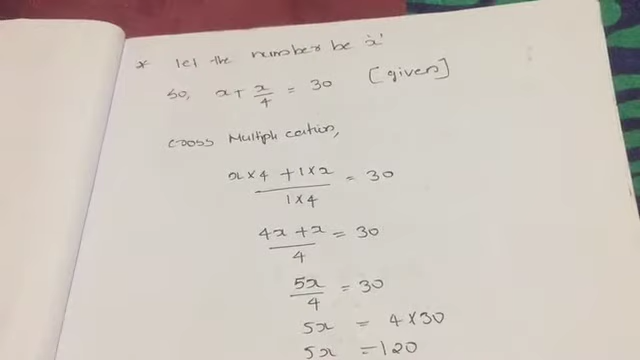 * let the number be 'x'
So, x + x/4 = 30 [given]
cross Multiplication,
x×4 + 1×x / 1×4 = 30
4x + x / 4 = 30
5x/4 = 30
5x = 4×30
5x = 120